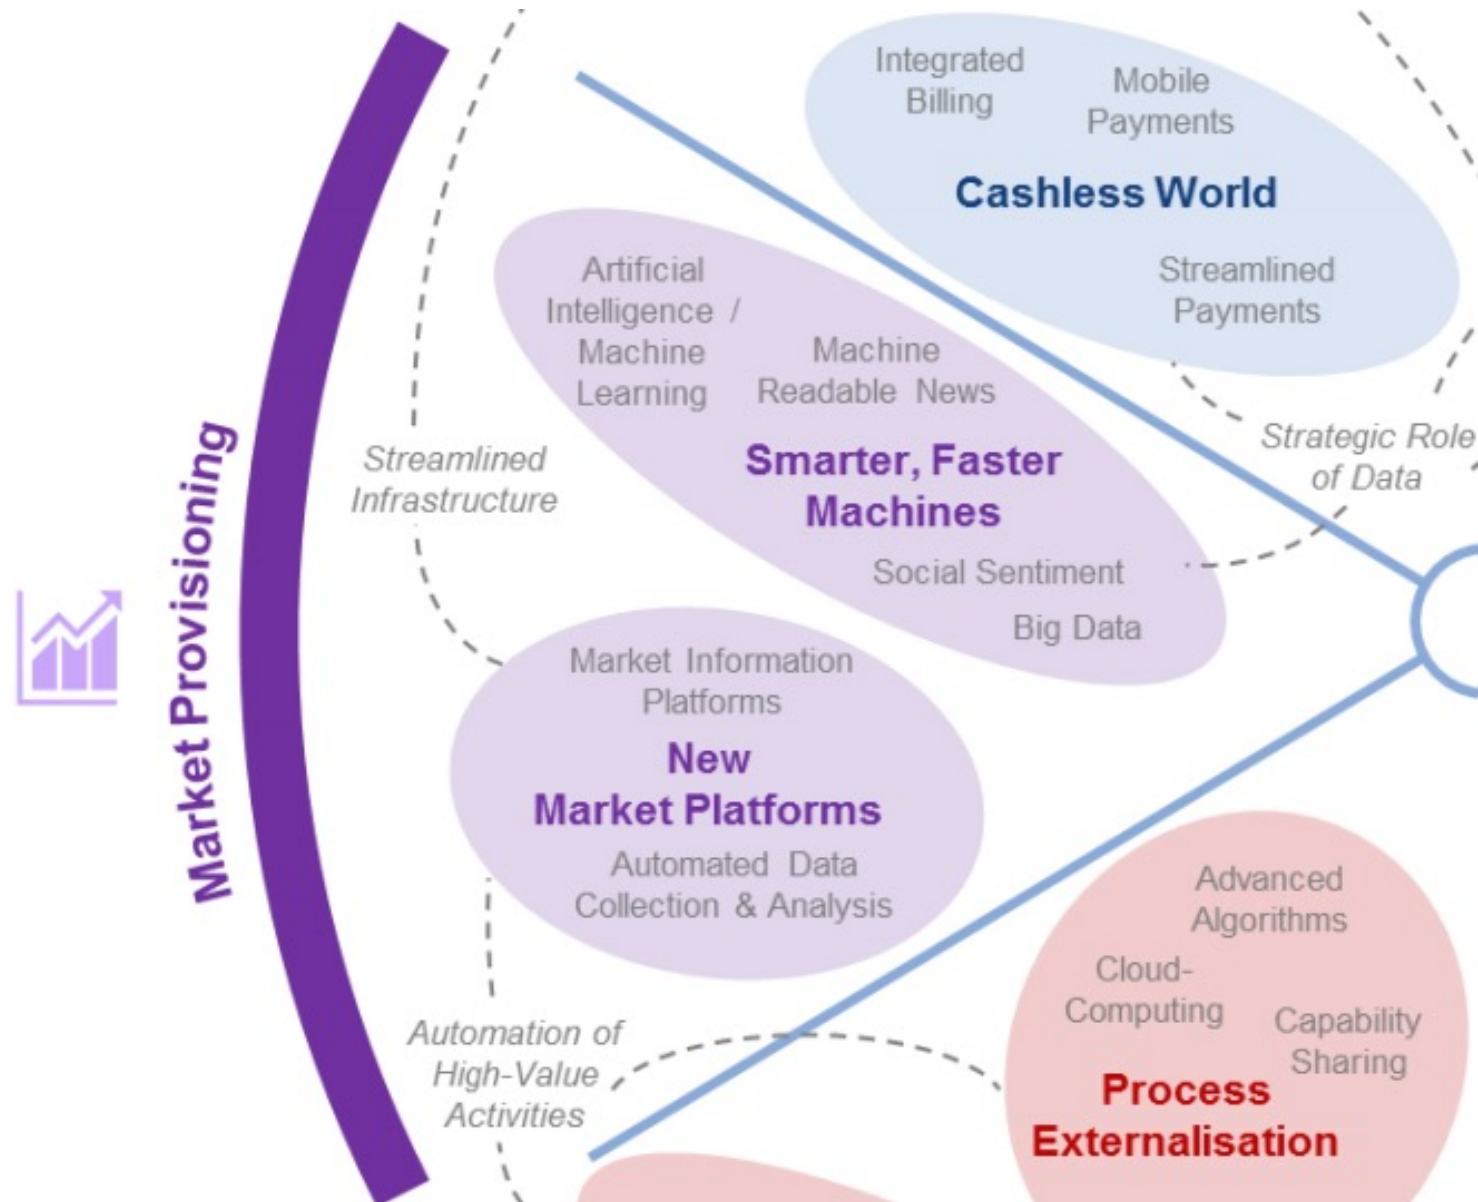 Integrated
Billing
Mobile
Payments
Cashless World
Streamlined
Payments
Artificial
Intelligence /
Machine
Learning
Machine
Readable News
Smarter, Faster
Machines
Social Sentiment
Big Data
Strategic Role
of Data
Streamlined
Infrastructure
Market Provisioning
Market Information
Platforms
New
Market Platforms
Automated Data
Collection & Analysis
Automation of
High-Value
Activities
Advanced
Algorithms
Cloud-
Computing
Capability
Sharing
Process
Externalisation